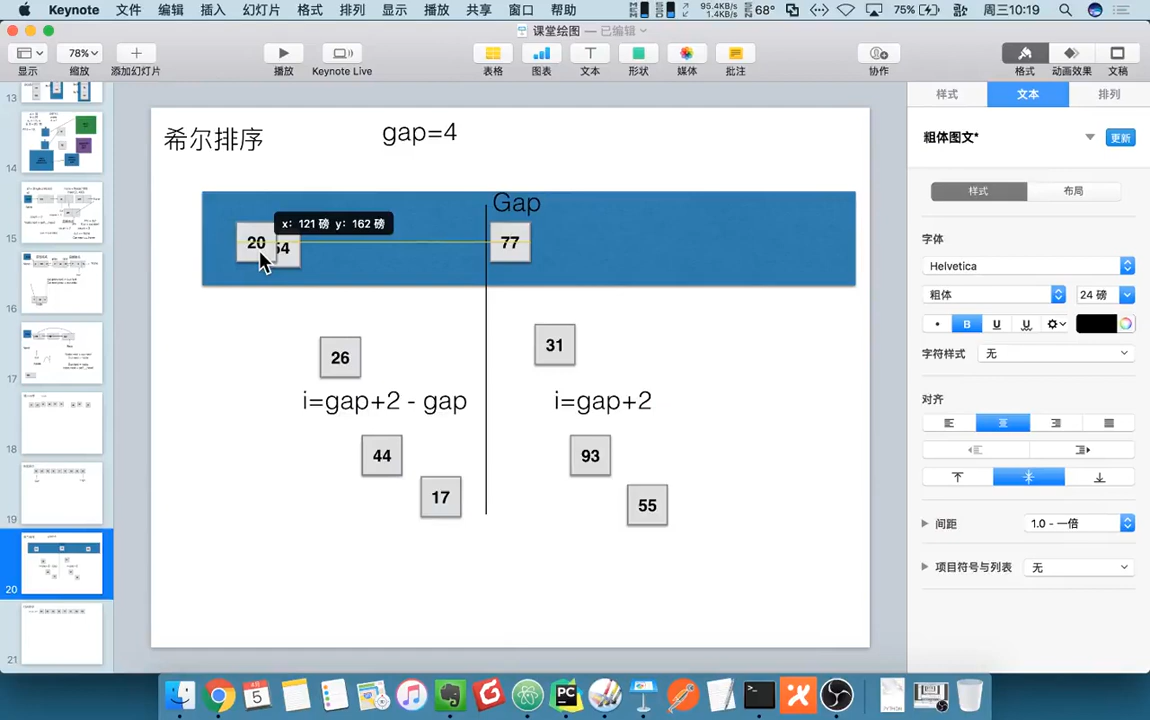 Keynote 文件 编辑 插入 幻灯片 格式 排列 显示 播放 共享 窗口 帮助 95.4KB/s 1.4KB/s 68° 75% 周三10:19
课堂绘图 — 已编辑
78%
显示 缩放 添加幻灯片 播放 Keynote Live 表格 图表 文本 形状 媒体 批注 协作 格式 动画效果 文稿
样式 文本 排列
粗体图文* 更新
样式 布局
字体
Helvetica
粗体 24 磅
B U U
字符样式 无
对齐
间距 1.0 - 一倍
项目符号与列表 无
13
14
15
16
17
18
19
20
21
希尔排序 gap=4
Gap
x: 121 磅 y: 162 磅
20 54 77
26 31
i=gap+2 - gap i=gap+2
44 93
17 55